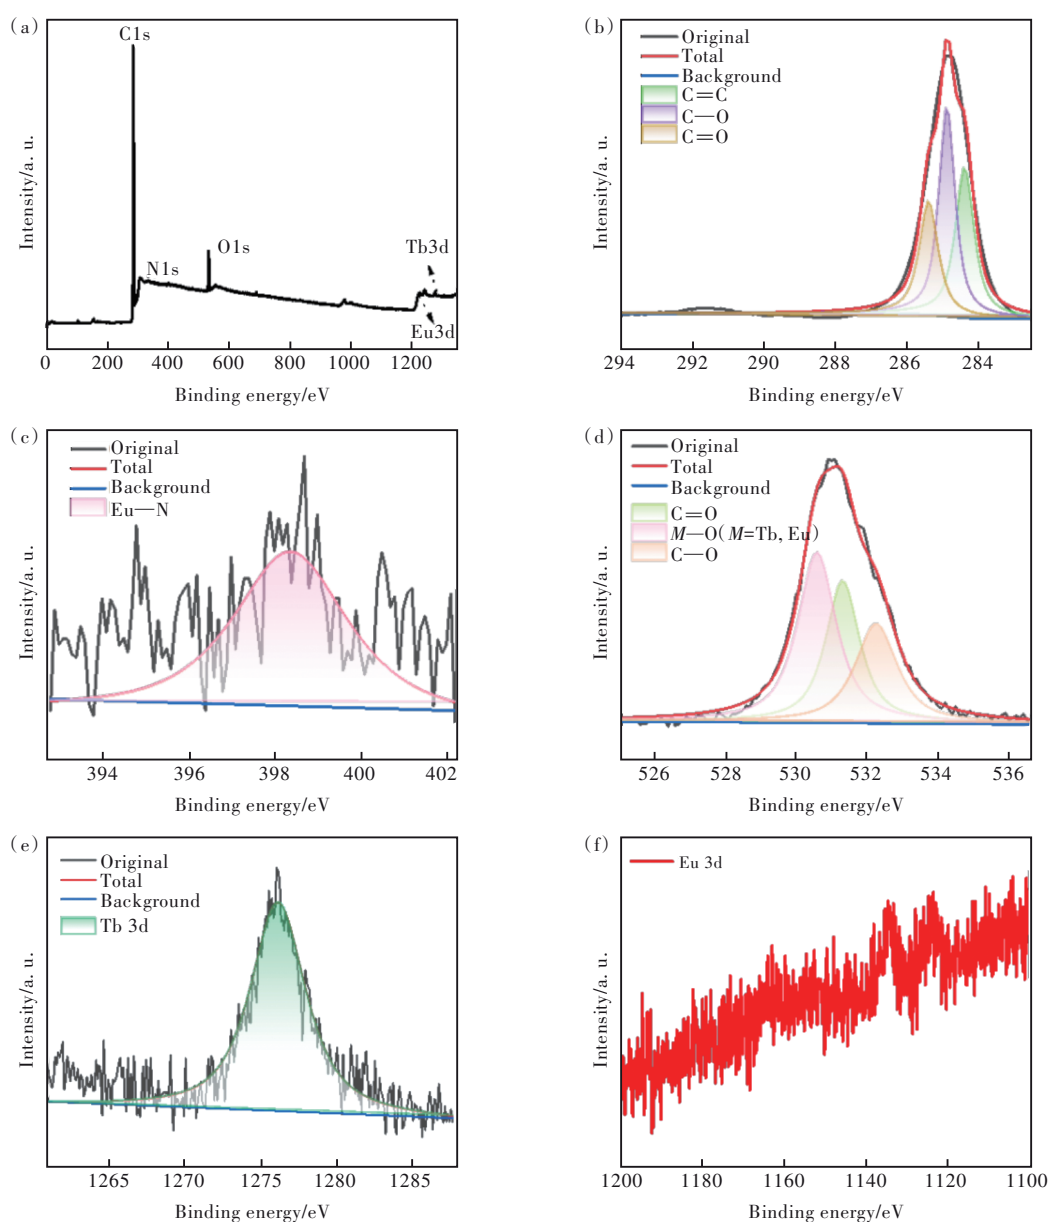 (a)
C1s
N1s
O1s
Tb3d
Eu3d
Intensity/a. u.
0 200 400 600 800 1000 1200
Binding energy/eV
(b)
Original
Total
Background
C=C
C—O
C=O
Intensity/a. u.
294 292 290 288 286 284
Binding energy/eV
(c)
Original
Total
Background
Eu—N
Intensity/a. u.
394 396 398 400 402
Binding energy/eV
(d)
Original
Total
Background
C=O
M—O(M=Tb, Eu)
C—O
Intensity/a. u.
526 528 530 532 534 536
Binding energy/eV
(e)
Original
Total
Background
Tb 3d
Intensity/a. u.
1265 1270 1275 1280 1285
Binding energy/eV
(f)
Eu 3d
Intensity/a. u.
1200 1180 1160 1140 1120 1100
Binding energy/eV